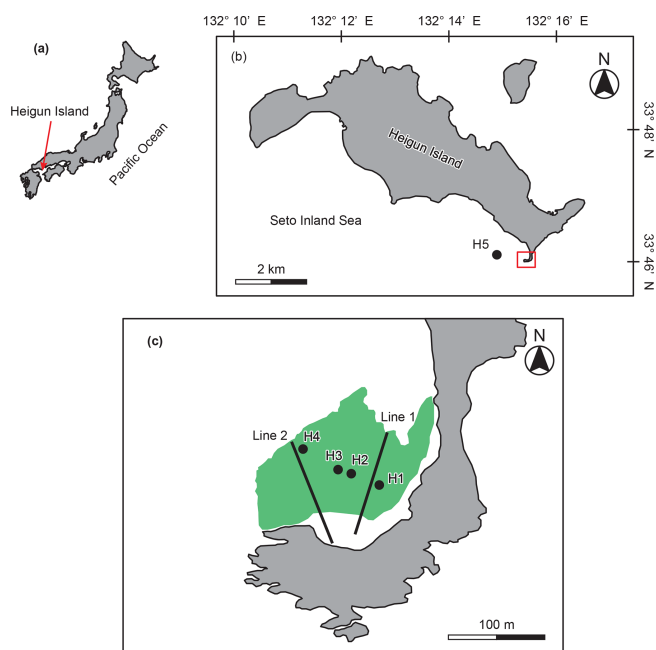 132° 10' E
132° 12' E
132° 14' E
132° 16' E
(a)
Heigun Island
Pacific Ocean
(b)
N
Heigun Island
33° 48' N
Seto Inland Sea
H5
33° 46' N
2 km
(c)
N
Line 1
Line 2
H4
H3
H2
H1
100 m